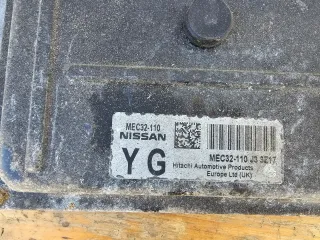 MEC32-110
NISSAN
YG
MEC32-110 J3 3Z17
Hitachi Automotive Products
Europe Ltd (UK)